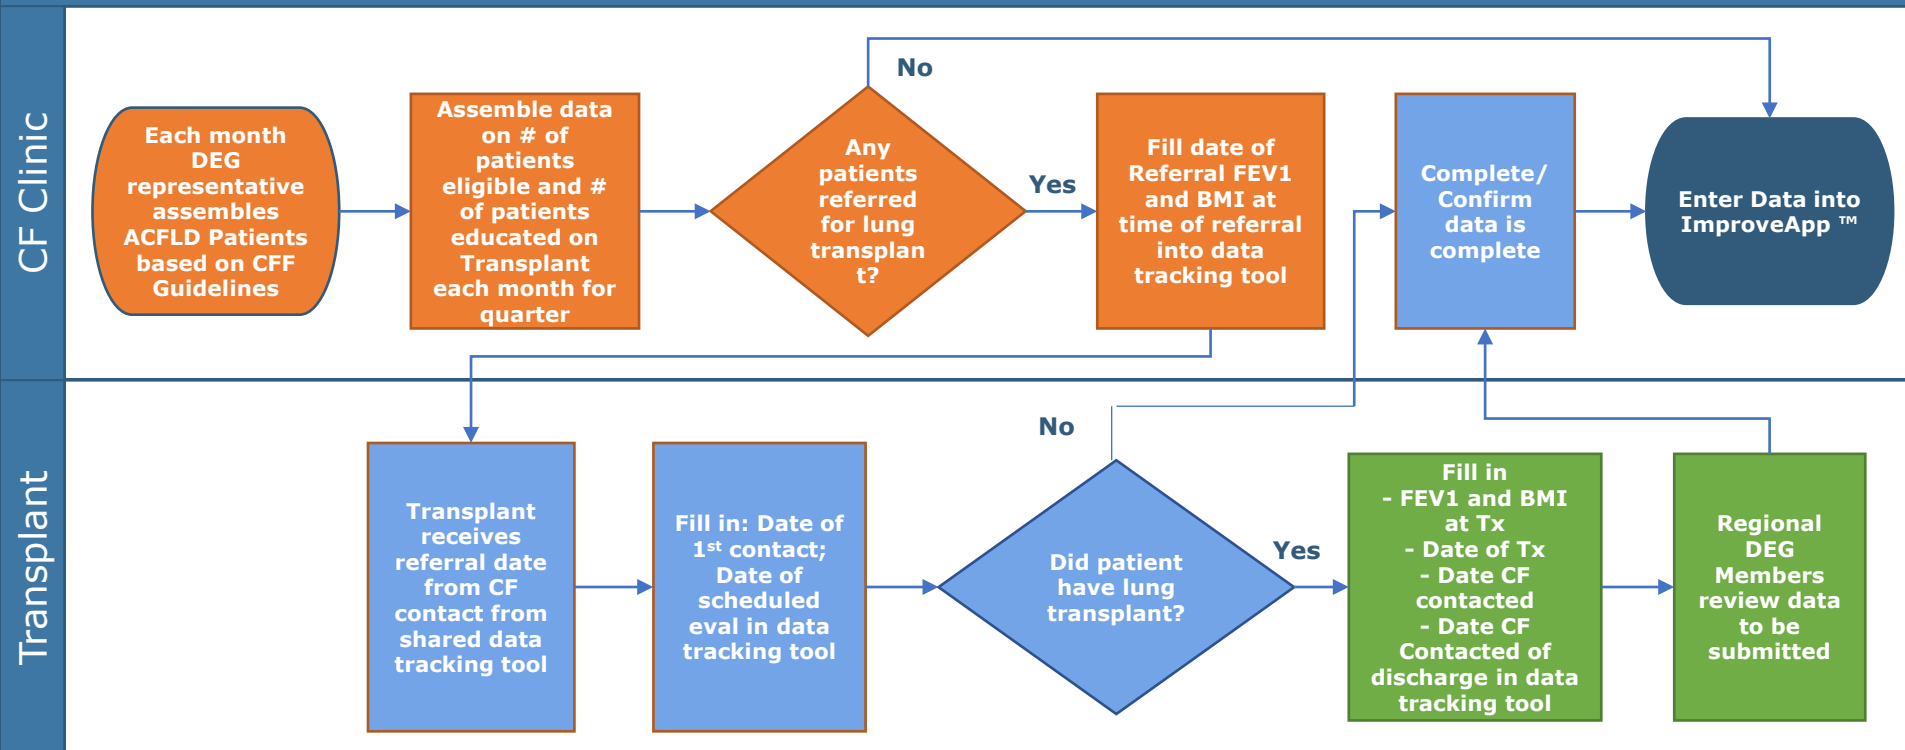 CF Clinic
Each month
DEG
representative
assembles
ACFLD Patients
based on CFF
Guidelines
Assemble data
on # of
patients
eligible and #
of patients
educated on
Transplant
each month for
quarter
Any
patients
referred
for lung
transplan
t?
No
Yes
Fill date of
Referral FEV1
and BMI at
time of referral
into data
tracking tool
Complete/
Confirm
data is
complete
Enter Data into
ImproveApp ™
Transplant
Transplant
receives
referral date
from CF
contact from
shared data
tracking tool
Fill in: Date of
1st contact;
Date of
scheduled
eval in data
tracking tool
Did patient
have lung
transplant?
No
Yes
Fill in
- FEV1 and BMI
at Tx
- Date of Tx
- Date CF
contacted
- Date CF
Contacted of
discharge in data
tracking tool
Regional
DEG
Members
review data
to be
submitted